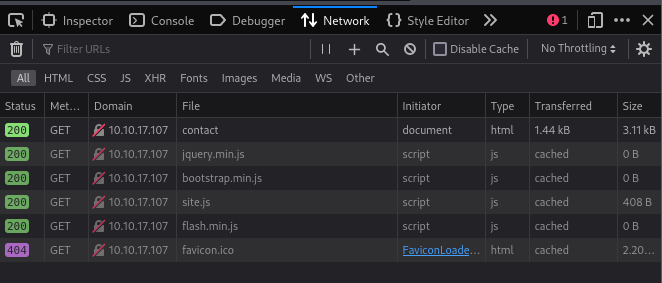 Inspector Console Debugger Network Style Editor 1
Filter URLs Disable Cache No Throttling
All HTML CSS JS XHR Fonts Images Media WS Other
Status Met... Domain File Initiator Type Transferred Size
200 GET 10.10.17.107 contact document html 1.44 kB 3.11 kB
200 GET 10.10.17.107 jquery.min.js script js cached 0 B
200 GET 10.10.17.107 bootstrap.min.js script js cached 0 B
200 GET 10.10.17.107 site.js script js cached 408 B
200 GET 10.10.17.107 flash.min.js script js cached 0 B
404 GET 10.10.17.107 favicon.ico FaviconLoade... html cached 2.20...